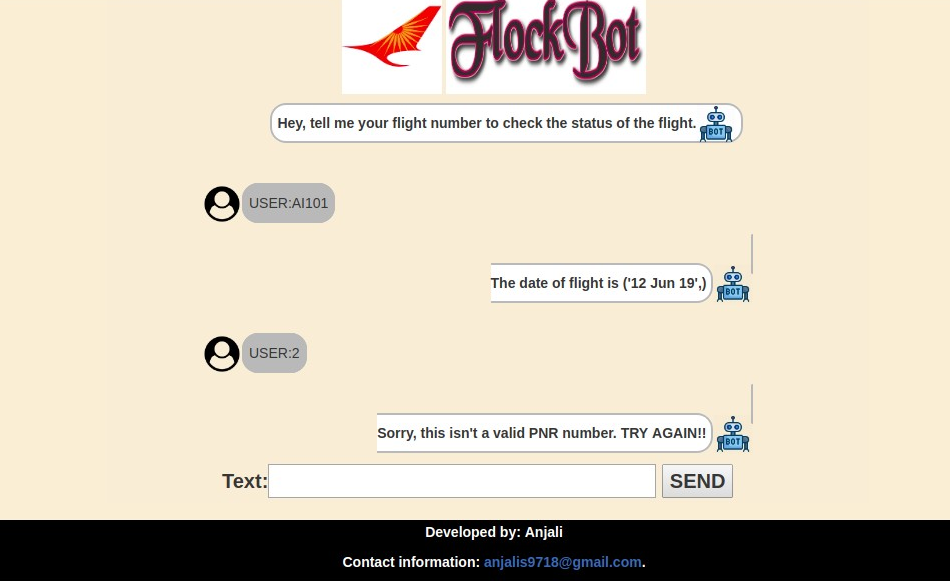 FlockBot
Hey, tell me your flight number to check the status of the flight.
BOT
USER:AI101
The date of flight is ('12 Jun 19',)
BOT
USER:2
Sorry, this isn't a valid PNR number. TRY AGAIN!!
BOT
Text: SEND
Developed by: Anjali
Contact information: anjalis9718@gmail.com.